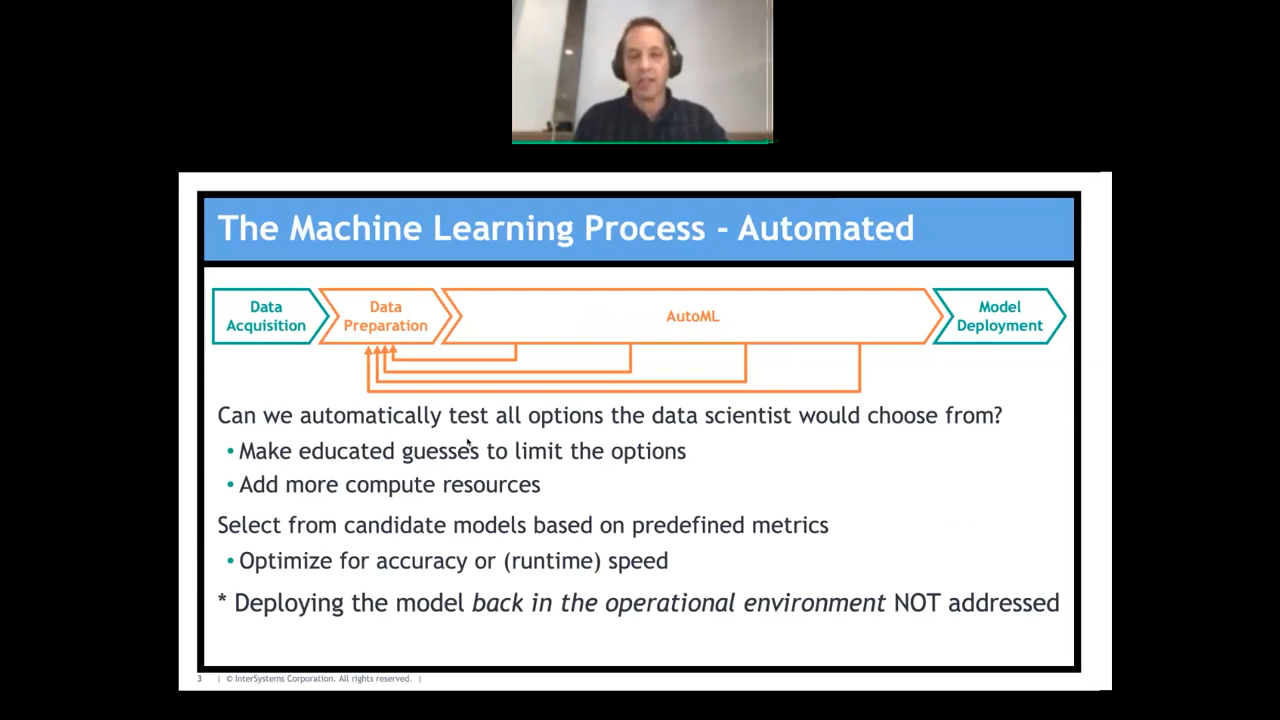 The Machine Learning Process - Automated
Data
Acquisition
Data
Preparation
AutoML
Model
Deployment
Can we automatically test all options the data scientist would choose from?
• Make educated guesses to limit the options
• Add more compute resources
Select from candidate models based on predefined metrics
• Optimize for accuracy or (runtime) speed
* Deploying the model back in the operational environment NOT addressed
3 | © InterSystems Corporation. All rights reserved. |